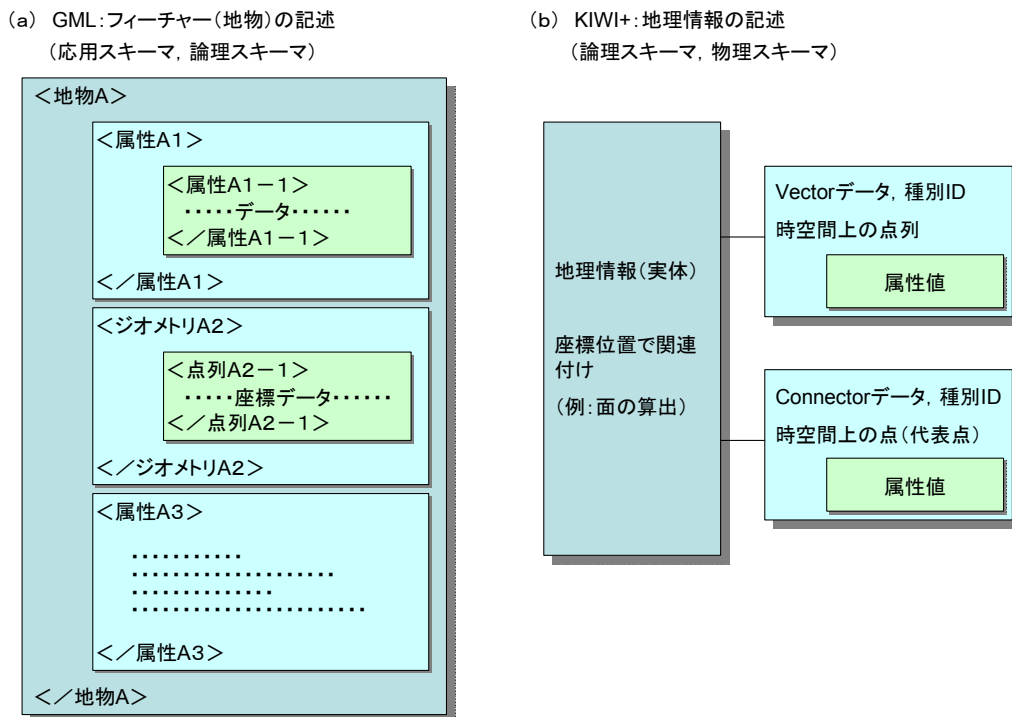 (a) GML:フィーチャー(地物)の記述
(応用スキーマ,論理スキーマ)
<地物A>
<属性A1>
<属性A1－1>
・・・・・データ・・・・・・
<／属性A1－1>
<／属性A1>
<ジオメトリA2>
<点列A2－1>
・・・・・座標データ・・・・・・
<／点列A2－1>
<／ジオメトリA2>
<属性A3>
・・・・・・・・・・・
・・・・・・・・・・・・・・・・・・・・
・・・・・・・・・・・・・・
・・・・・・・・・・・・・・・・・・・・・・・
<／属性A3>
<／地物A>
(b) KIWI+:地理情報の記述
(論理スキーマ,物理スキーマ)
地理情報(実体)
座標位置で関連
付け
(例:面の算出)
Vectorデータ,種別ID
時空間上の点列
属性値
Connectorデータ,種別ID
時空間上の点(代表点)
属性値